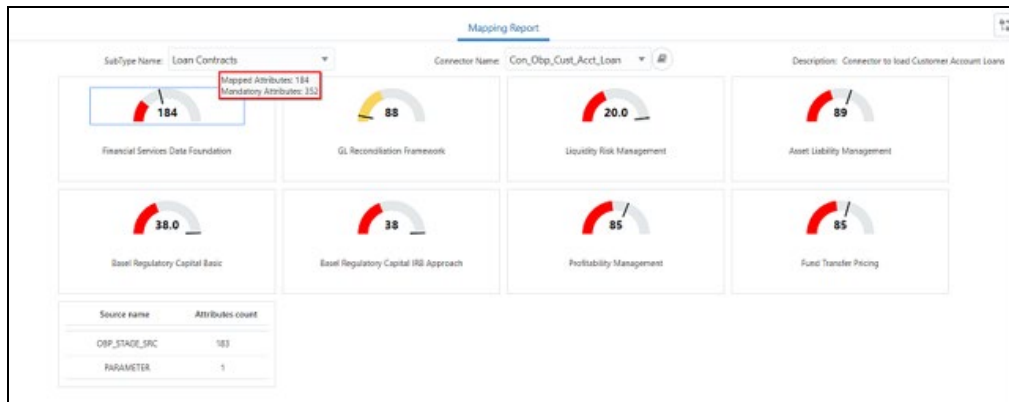 Mapping Report
SubType Name: Loan Contracts
Connector Name: Con_Obp_Cust_Acct_Loan
Description: Connector to load Customer Account Loans
Mapped Attributes: 184
Mandatory Attributes: 352
184
Financial Services Data Foundation
88
GL Reconciliation Framework
20.0
Liquidity Risk Management
89
Asset Liability Management
38.0
Basel Regulatory Capital Basic
38
Basel Regulatory Capital IRB Approach
85
Profitability Management
85
Fund Transfer Pricing
Source name Attributes count
OBP_STAGE_SRC 183
PARAMETER 1